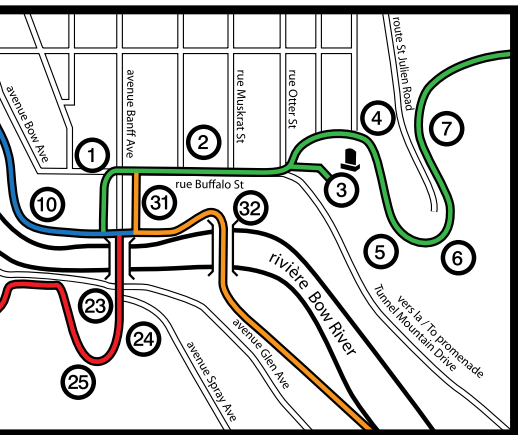 avenue Bow Ave
avenue Banff Ave
rue Muskrat St
rue Otter St
route St Julien Road
1
2
3
4
5
6
7
rue Buffalo St
10
31
32
23
24
25
rivière Bow River
avenue Glen Ave
avenue Spray Ave
vers la / To promenade
Tunnel Mountain Drive